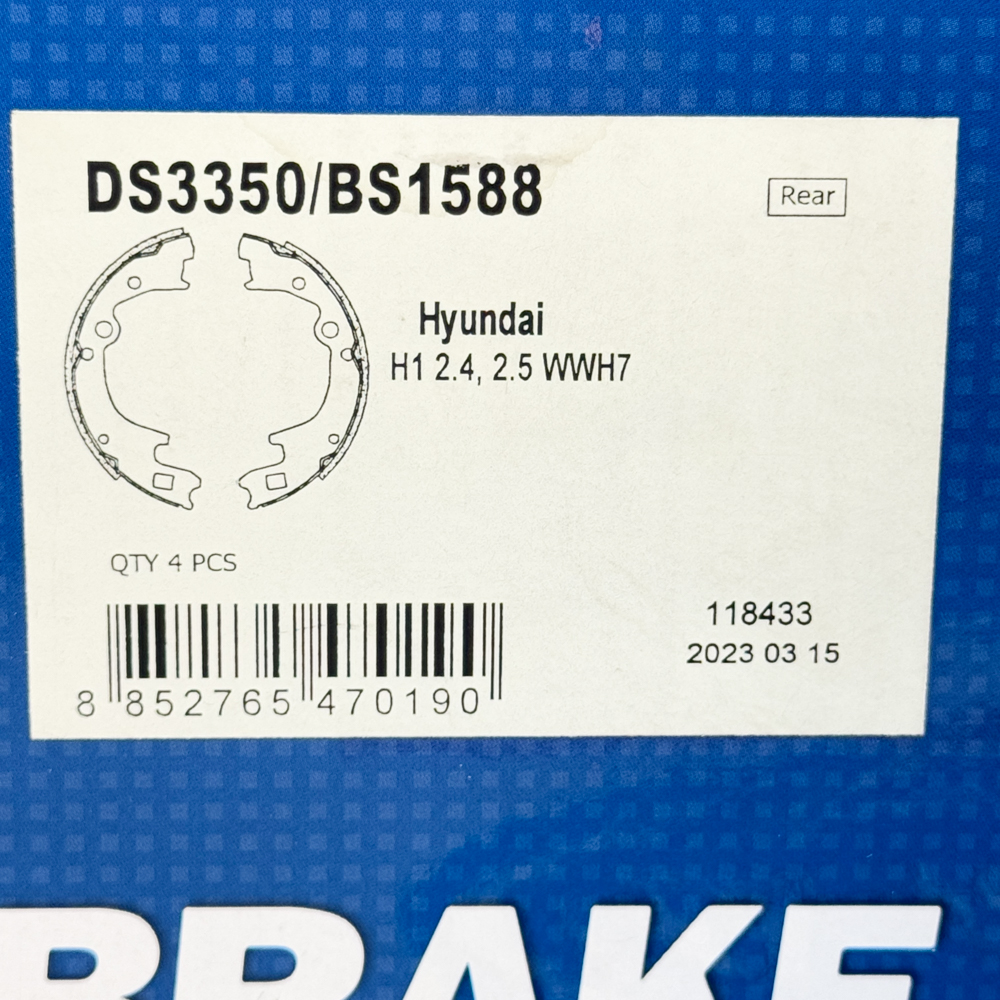 DS3350/BS1588
Rear
Hyundai
H1 2.4, 2.5 WWH7
QTY 4 PCS
8 852765 470190
118433
2023 03 15
BRAKE